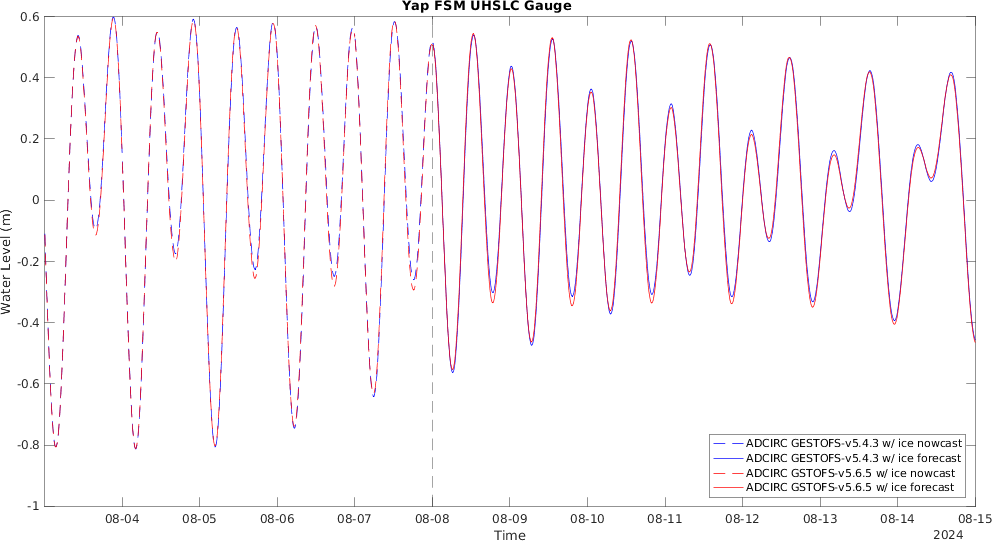 Yap FSM UHSLC Gauge
0.6
0.4
0.2
0
-0.2
-0.4
-0.6
-0.8
-1
Water Level (m)
ADCIRC GESTOFS-v5.4.3 w/ ice nowcast
ADCIRC GESTOFS-v5.4.3 w/ ice forecast
ADCIRC GSTOFS-v5.6.5 w/ ice nowcast
ADCIRC GSTOFS-v5.6.5 w/ ice forecast
08-04 08-05 08-06 08-07 08-08 08-09 08-10 08-11 08-12 08-13 08-14 08-15
Time
2024